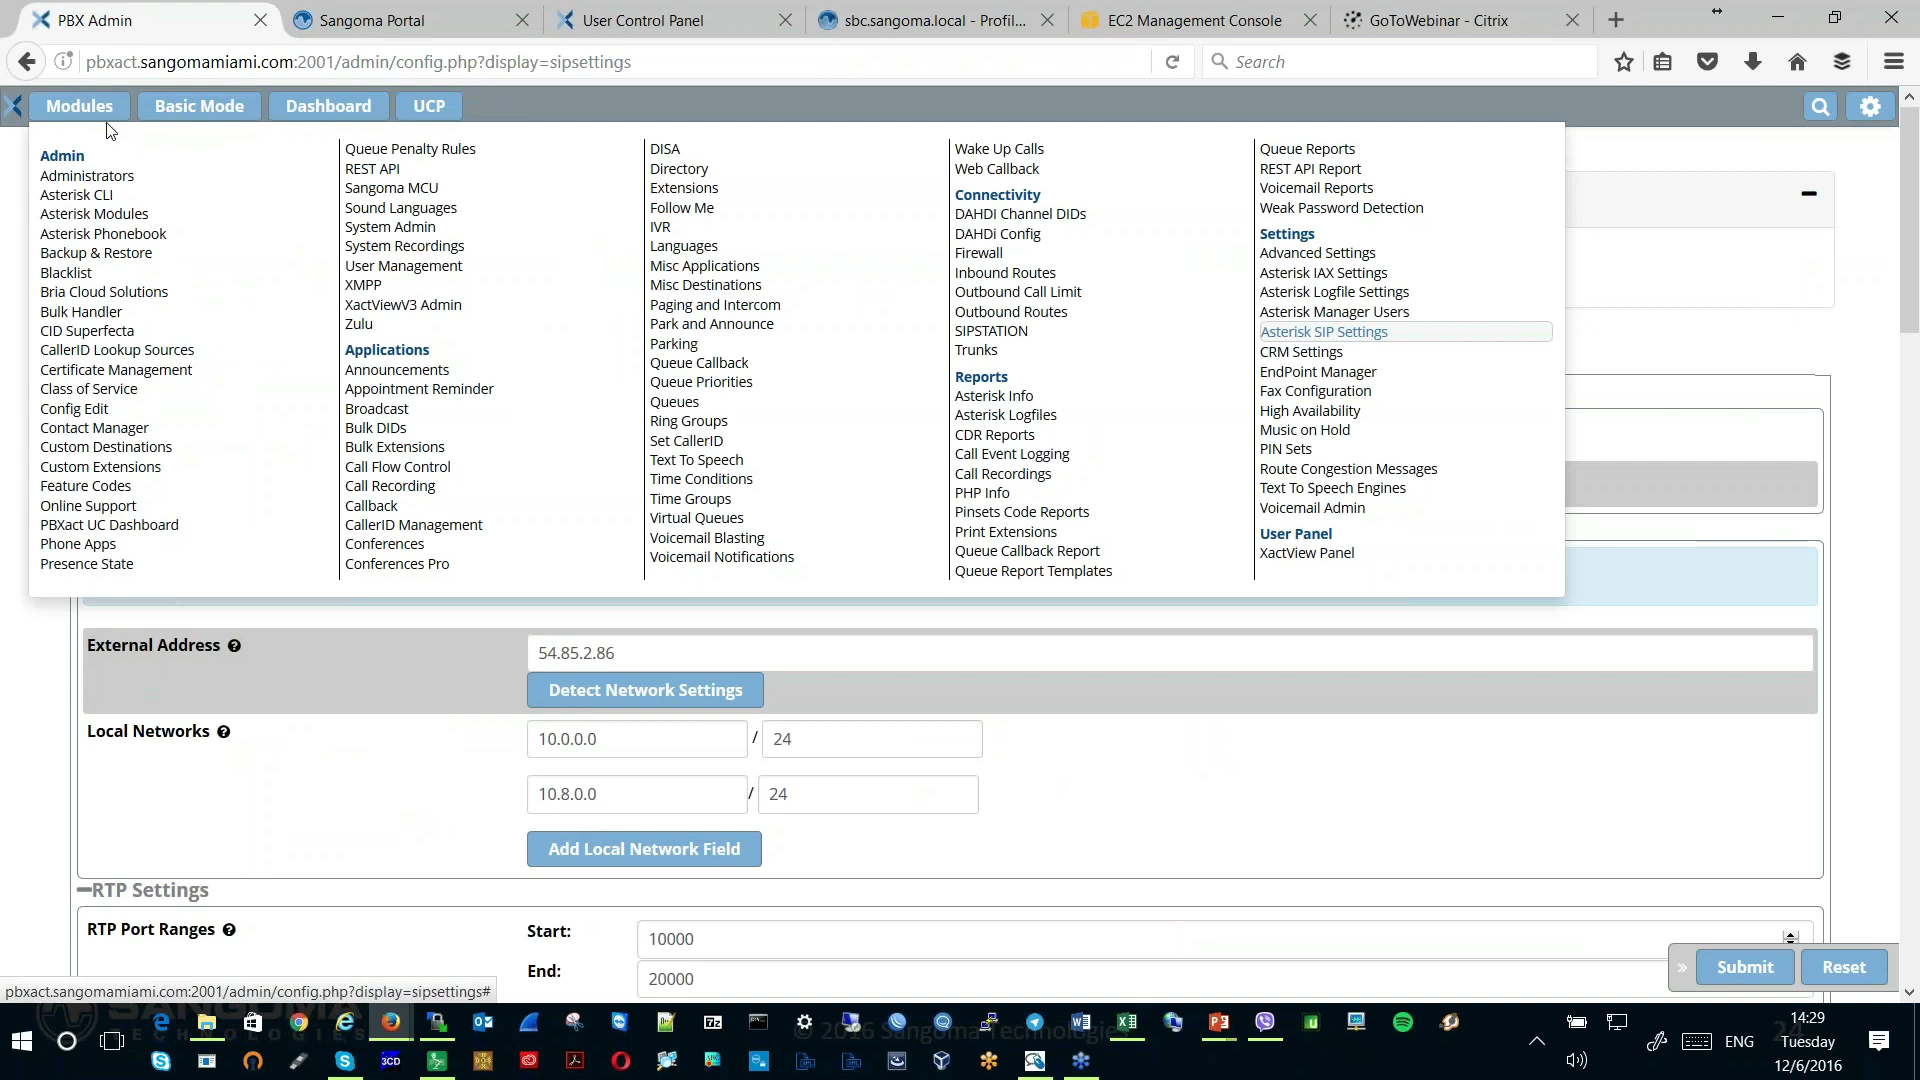 PBX Admin
Sangoma Portal
User Control Panel
sbc.sangoma.local - Profil...
EC2 Management Console
GoToWebinar - Citrix
pbxact.sangomamiami.com:2001/admin/config.php?display=sipsettings
Search
Modules
Basic Mode
Dashboard
UCP
Admin
Administrators
Asterisk CLI
Asterisk Modules
Asterisk Phonebook
Backup & Restore
Blacklist
Bria Cloud Solutions
Bulk Handler
CID Superfecta
CallerID Lookup Sources
Certificate Management
Class of Service
Config Edit
Contact Manager
Custom Destinations
Custom Extensions
Feature Codes
Online Support
PBXact UC Dashboard
Phone Apps
Presence State
Queue Penalty Rules
REST API
Sangoma MCU
Sound Languages
System Admin
System Recordings
User Management
XMPP
XactViewV3 Admin
Zulu
Applications
Announcements
Appointment Reminder
Broadcast
Bulk DIDs
Bulk Extensions
Call Flow Control
Call Recording
Callback
CallerID Management
Conferences
Conferences Pro
DISA
Directory
Extensions
Follow Me
IVR
Languages
Misc Applications
Misc Destinations
Paging and Intercom
Park and Announce
Parking
Queue Callback
Queue Priorities
Queues
Ring Groups
Set CallerID
Text To Speech
Time Conditions
Time Groups
Virtual Queues
Voicemail Blasting
Voicemail Notifications
Wake Up Calls
Web Callback
Connectivity
DAHDI Channel DIDs
DAHDi Config
Firewall
Inbound Routes
Outbound Call Limit
Outbound Routes
SIPSTATION
Trunks
Reports
Asterisk Info
Asterisk Logfiles
CDR Reports
Call Event Logging
Call Recordings
PHP Info
Pinsets Code Reports
Print Extensions
Queue Callback Report
Queue Report Templates
Queue Reports
REST API Report
Voicemail Reports
Weak Password Detection
Settings
Advanced Settings
Asterisk IAX Settings
Asterisk Logfile Settings
Asterisk Manager Users
Asterisk SIP Settings
CRM Settings
EndPoint Manager
Fax Configuration
High Availability
Music on Hold
PIN Sets
Route Congestion Messages
Text To Speech Engines
Voicemail Admin
User Panel
XactView Panel
External Address
54.85.2.86
Detect Network Settings
Local Networks
10.0.0.0 / 24
10.8.0.0 / 24
Add Local Network Field
RTP Settings
RTP Port Ranges
Start:
10000
End:
20000
Submit
Reset
pbxact.sangomamiami.com:2001/admin/config.php?display=sipsettings#
© 2016 Sangoma Technologies
ENG
14:29
Tuesday
12/6/2016